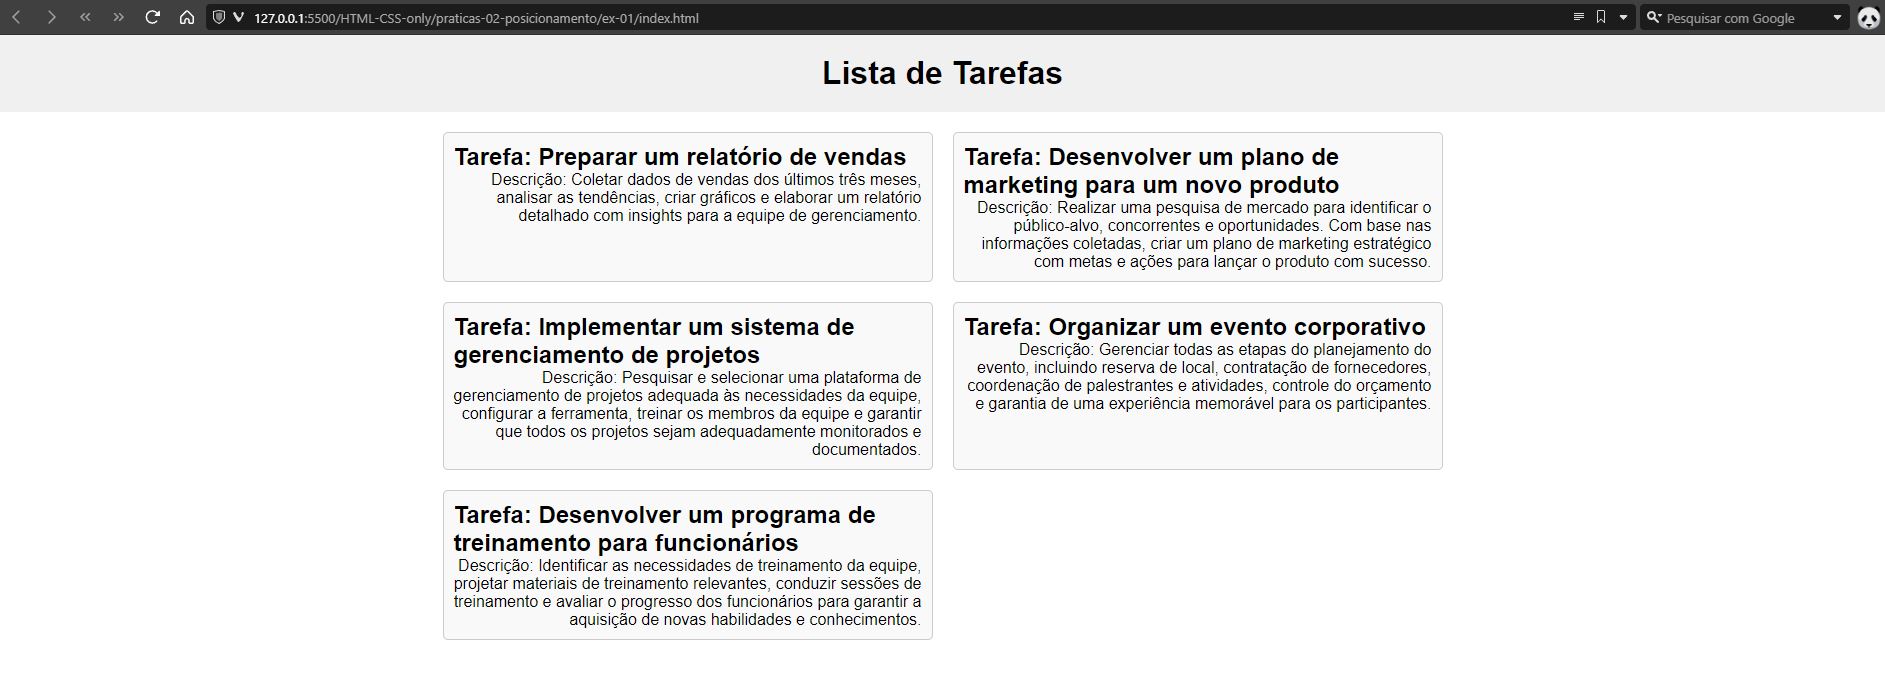 127.0.0.1:5500/HTML-CSS-only/praticas-02-posicionamento/ex-01/index.html
Pesquisar com Google
Lista de Tarefas
Tarefa: Preparar um relatório de vendas
Descrição: Coletar dados de vendas dos últimos três meses,
analisar as tendências, criar gráficos e elaborar um relatório
detalhado com insights para a equipe de gerenciamento.
Tarefa: Desenvolver um plano de
marketing para um novo produto
Descrição: Realizar uma pesquisa de mercado para identificar o
público-alvo, concorrentes e oportunidades. Com base nas
informações coletadas, criar um plano de marketing estratégico
com metas e ações para lançar o produto com sucesso.
Tarefa: Implementar um sistema de
gerenciamento de projetos
Descrição: Pesquisar e selecionar uma plataforma de
gerenciamento de projetos adequada às necessidades da equipe,
configurar a ferramenta, treinar os membros da equipe e garantir
que todos os projetos sejam adequadamente monitorados e
documentados.
Tarefa: Organizar um evento corporativo
Descrição: Gerenciar todas as etapas do planejamento do
evento, incluindo reserva de local, contratação de fornecedores,
coordenação de palestrantes e atividades, controle do orçamento
e garantia de uma experiência memorável para os participantes.
Tarefa: Desenvolver um programa de
treinamento para funcionários
Descrição: Identificar as necessidades de treinamento da equipe,
projetar materiais de treinamento relevantes, conduzir sessões de
treinamento e avaliar o progresso dos funcionários para garantir a
aquisição de novas habilidades e conhecimentos.